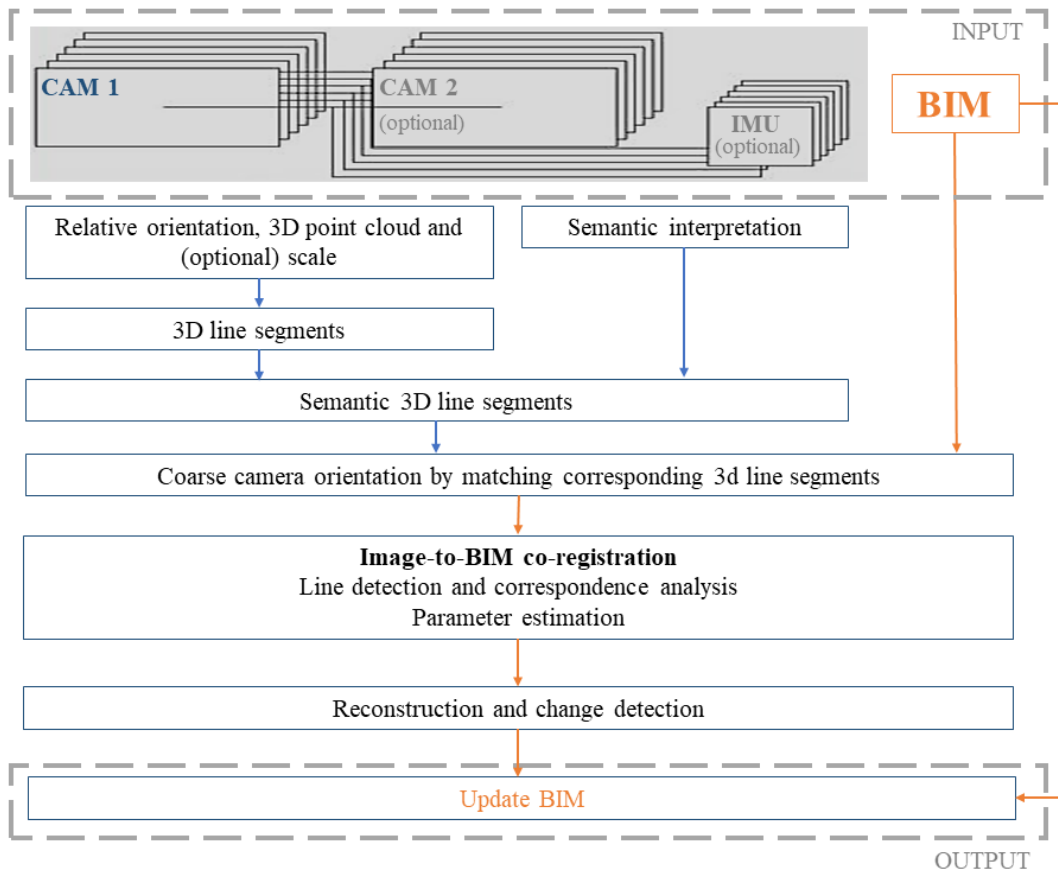 INPUT
CAM 1
CAM 2
(optional)
IMU
(optional)
BIM
Relative orientation, 3D point cloud and
(optional) scale
Semantic interpretation
3D line segments
Semantic 3D line segments
Coarse camera orientation by matching corresponding 3d line segments
Image-to-BIM co-registration
Line detection and correspondence analysis
Parameter estimation
Reconstruction and change detection
Update BIM
OUTPUT